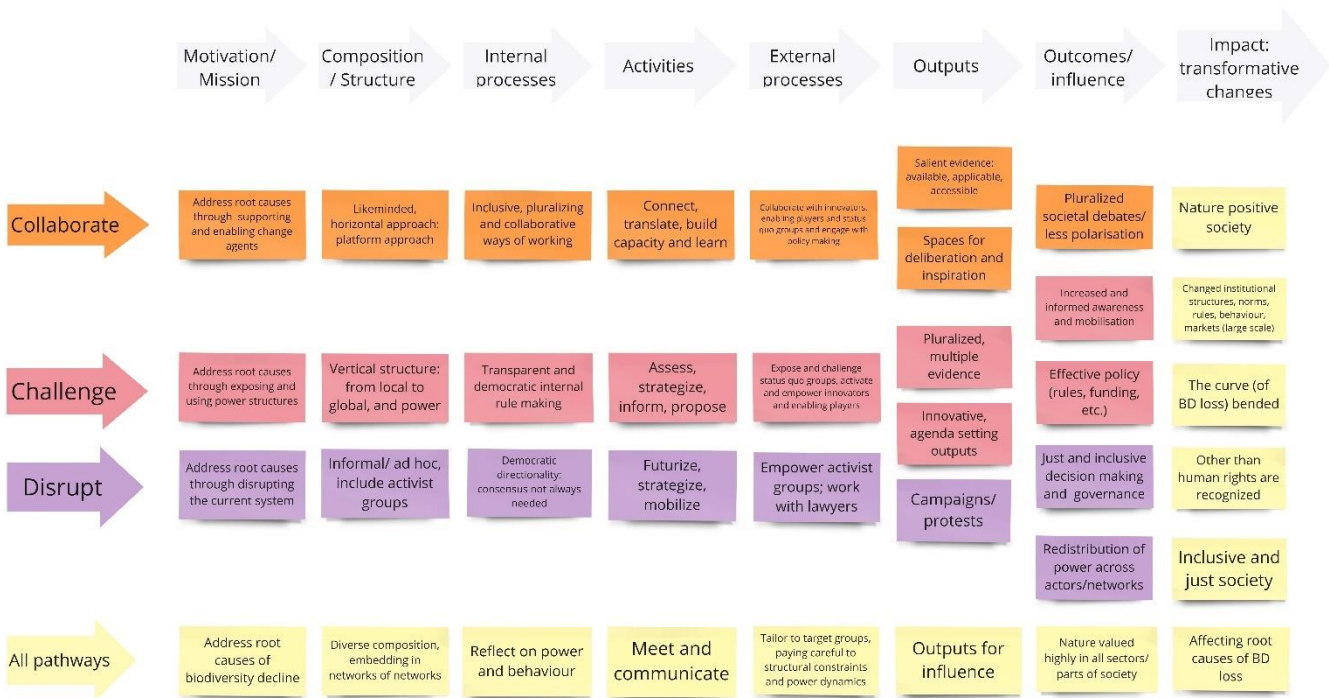 Motivation/
Mission
Composition
/ Structure
Internal
processes
Activities
External
processes
Outputs
Outcomes/
influence
Impact:
transformative
changes
Collaborate
Address root causes
through supporting
and enabling change
agents
Likeminded,
horizontal approach:
platform approach
Inclusive, pluralizing
and collaborative
ways of working
Connect,
translate, build
capacity and learn
Collaborate with innovators,
enabling players and status
quo groups and engage with
policy making
Salient evidence:
available, applicable,
accessible
Spaces for
deliberation and
inspiration
Pluralized
societal debates/
less polarisation
Nature positive
society
Increased and
informed awareness
and mobilisation
Changed institutional
structures, norms,
rules, behaviour,
markets (large scale)
Challenge
Address root causes
through exposing and
using power structures
Vertical structure:
from local to
global, and power
Transparent and
democratic internal
rule making
Assess,
strategize,
inform, propose
Expose and challenge
status quo groups, activate
and empower innovators
and enabling players
Pluralized,
multiple
evidence
Innovative,
agenda setting
outputs
Effective policy
(rules, funding,
etc.)
The curve (of
BD loss) bended
Disrupt
Address root causes
through disrupting
the current system
Informal/ ad hoc,
include activist
groups
Democratic
directionality:
consensus not always
needed
Futurize,
strategize,
mobilize
Empower activist
groups; work
with lawyers
Campaigns/
protests
Just and inclusive
decision making
and governance
Other than
human rights are
recognized
Redistribution of
power across
actors/networks
Inclusive and
just society
All pathways
Address root
causes of
biodiversity decline
Diverse composition,
embedding in
networks of networks
Reflect on power
and behaviour
Meet and
communicate
Tailor to target groups,
paying careful to
structural constraints
and power dynamics
Outputs for
influence
Nature valued
highly in all sectors/
parts of society
Affecting root
causes of BD
loss